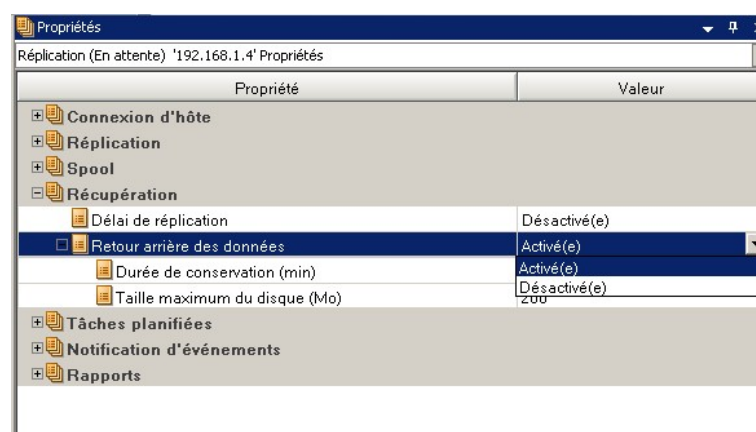 Propriétés
Réplication (En attente) '192.168.1.4' Propriétés
Propriété Valeur
Connexion d'hôte
Réplication
Spool
Récupération
Délai de réplication Désactivé(e)
Retour arrière des données Activé(e)
Durée de conservation (min) Activé(e)
Désactivé(e)
Taille maximum du disque (Mo) 200
Tâches planifiées
Notification d'événements
Rapports